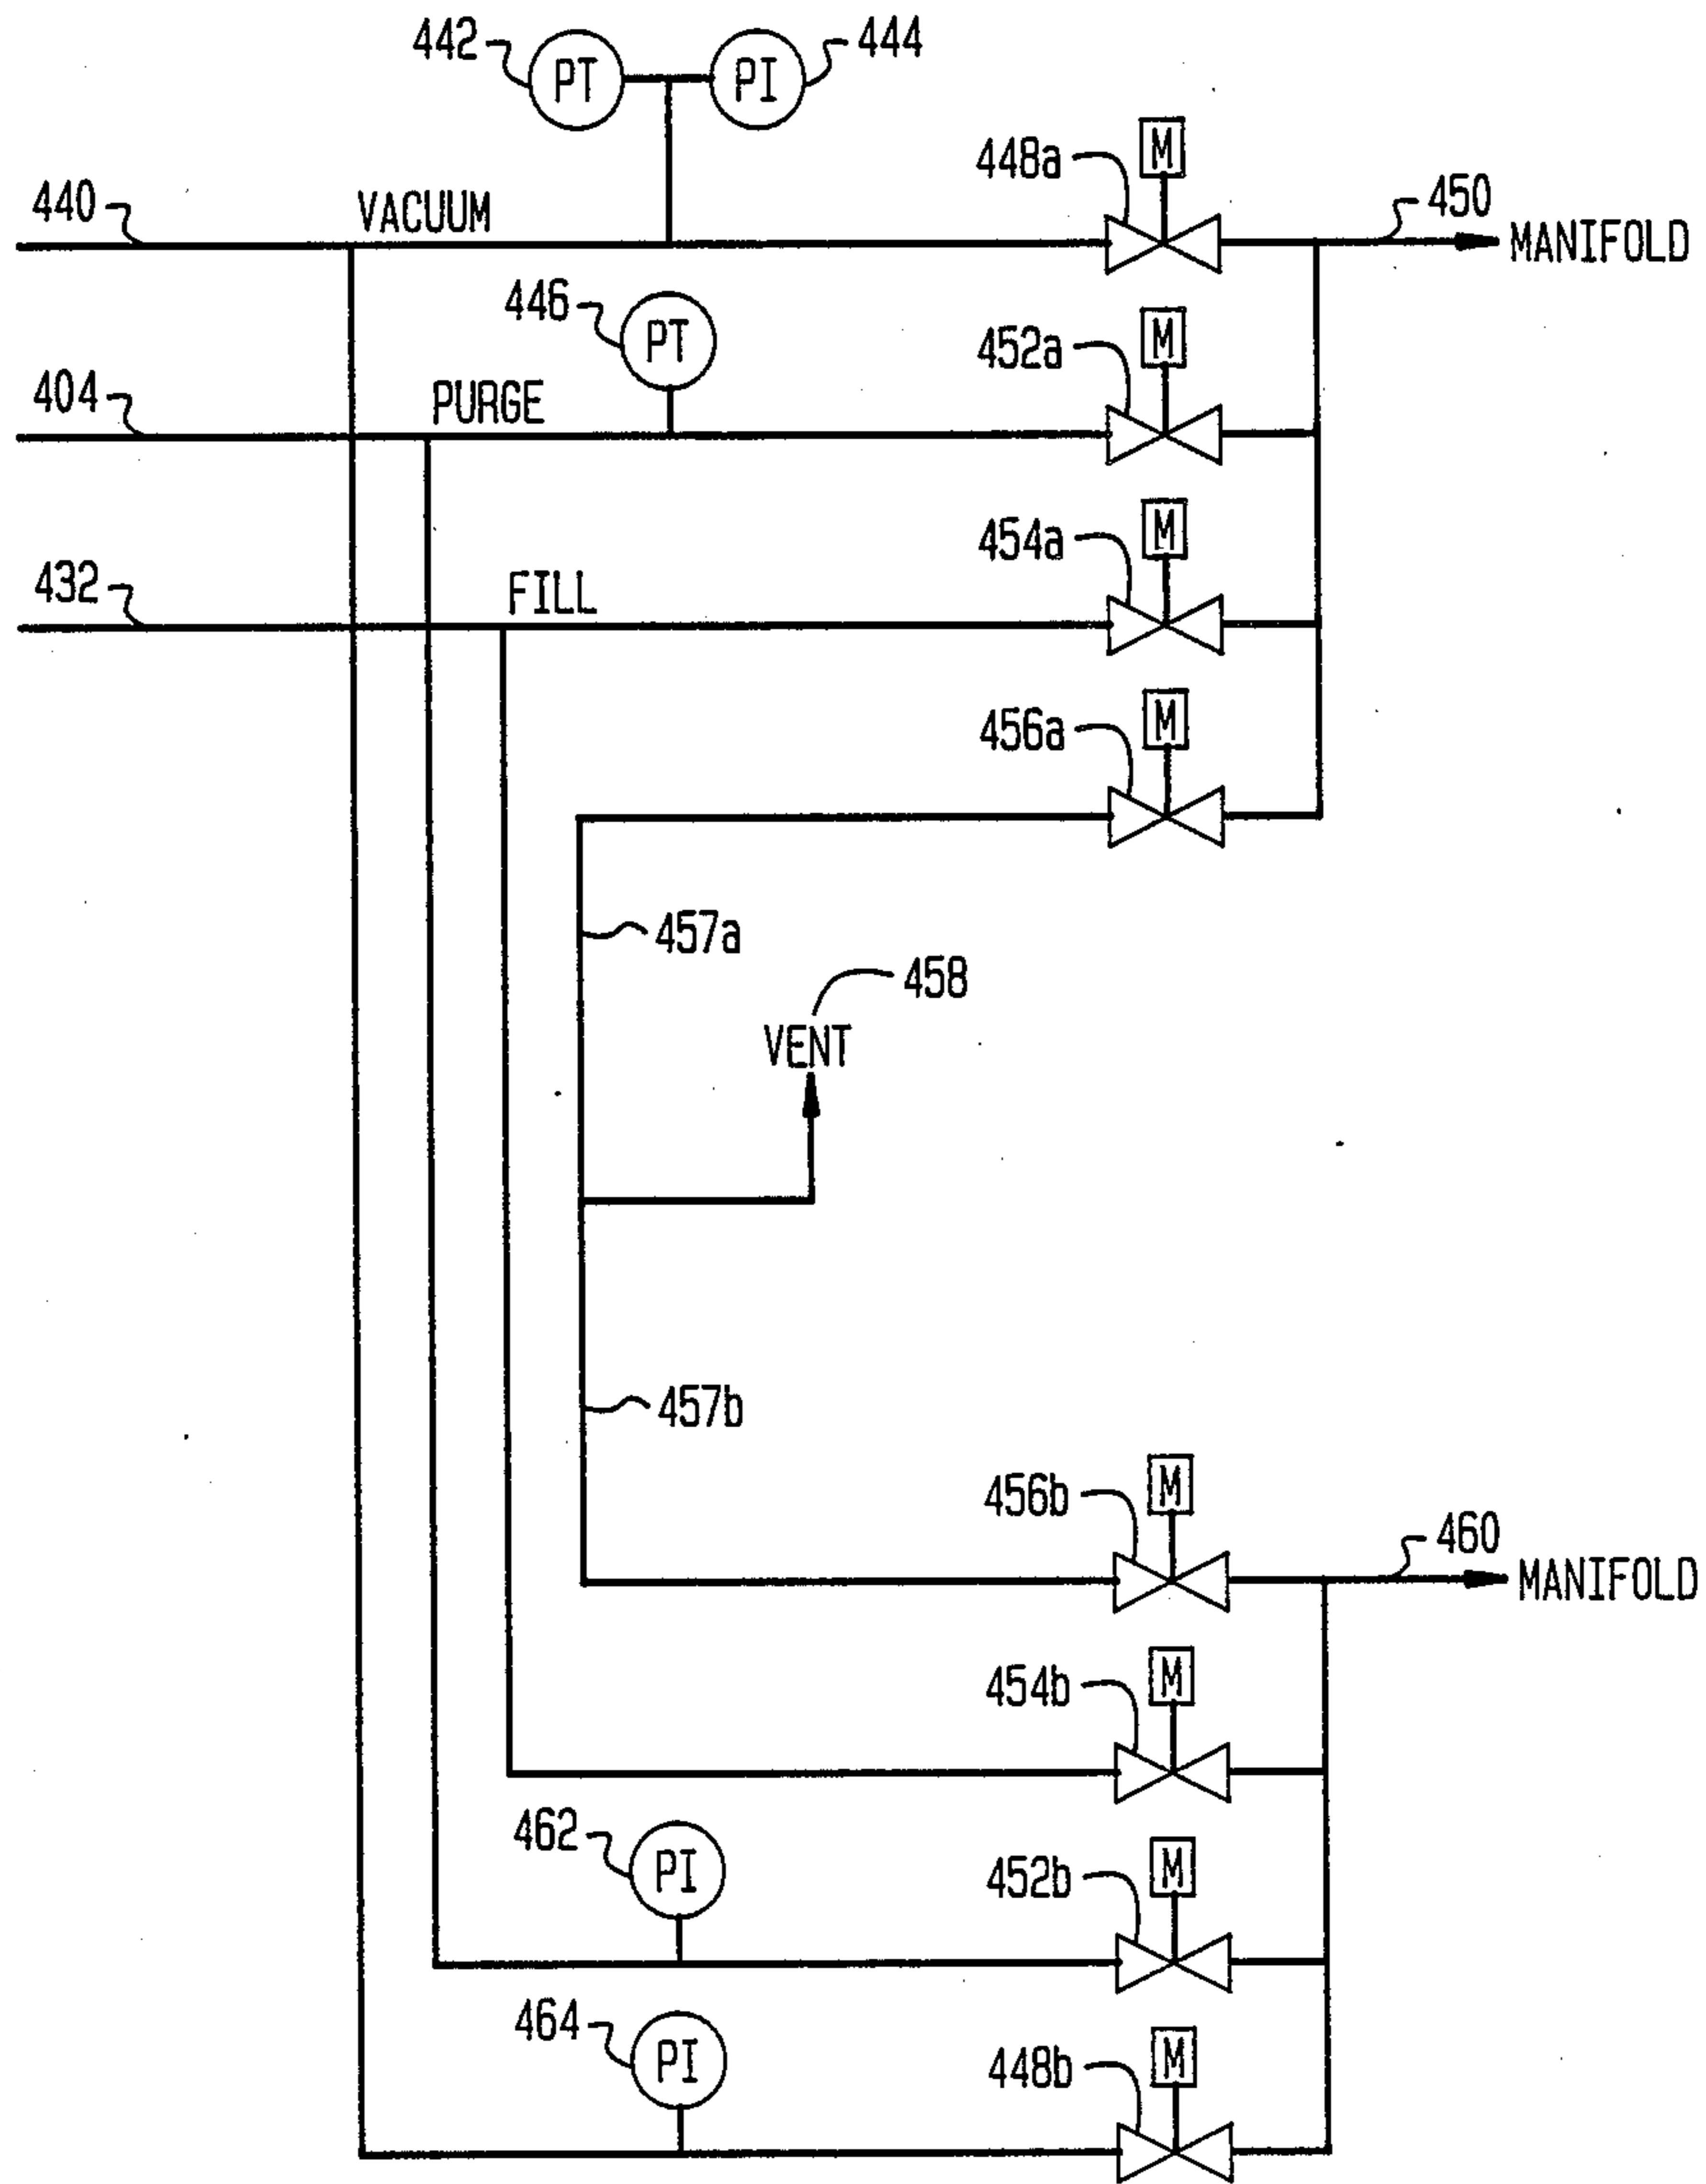 442
PT
PI
444
448a
M
440
VACUUM
450
MANIFOLD
446
PT
452a
M
404
PURGE
454a
M
432
FILL
456a
M
457a
458
VENT
457b
456b
M
460
MANIFOLD
454b
M
462
PI
452b
M
464
PI
448b
M